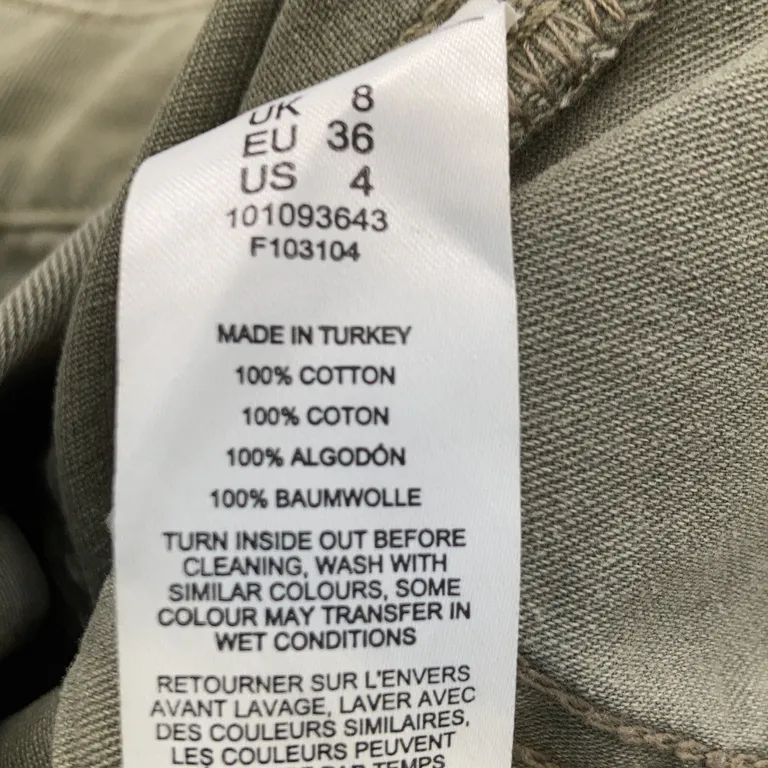 UK 8
EU 36
US 4
101093643
F103104
MADE IN TURKEY
100% COTTON
100% COTON
100% ALGODÓN
100% BAUMWOLLE
TURN INSIDE OUT BEFORE
CLEANING, WASH WITH
SIMILAR COLOURS, SOME
COLOUR MAY TRANSFER IN
WET CONDITIONS
RETOURNER SUR L'ENVERS
AVANT LAVAGE, LAVER AVEC
DES COULEURS SIMILAIRES,
LES COULEURS PEUVENT
PAR TEMPS